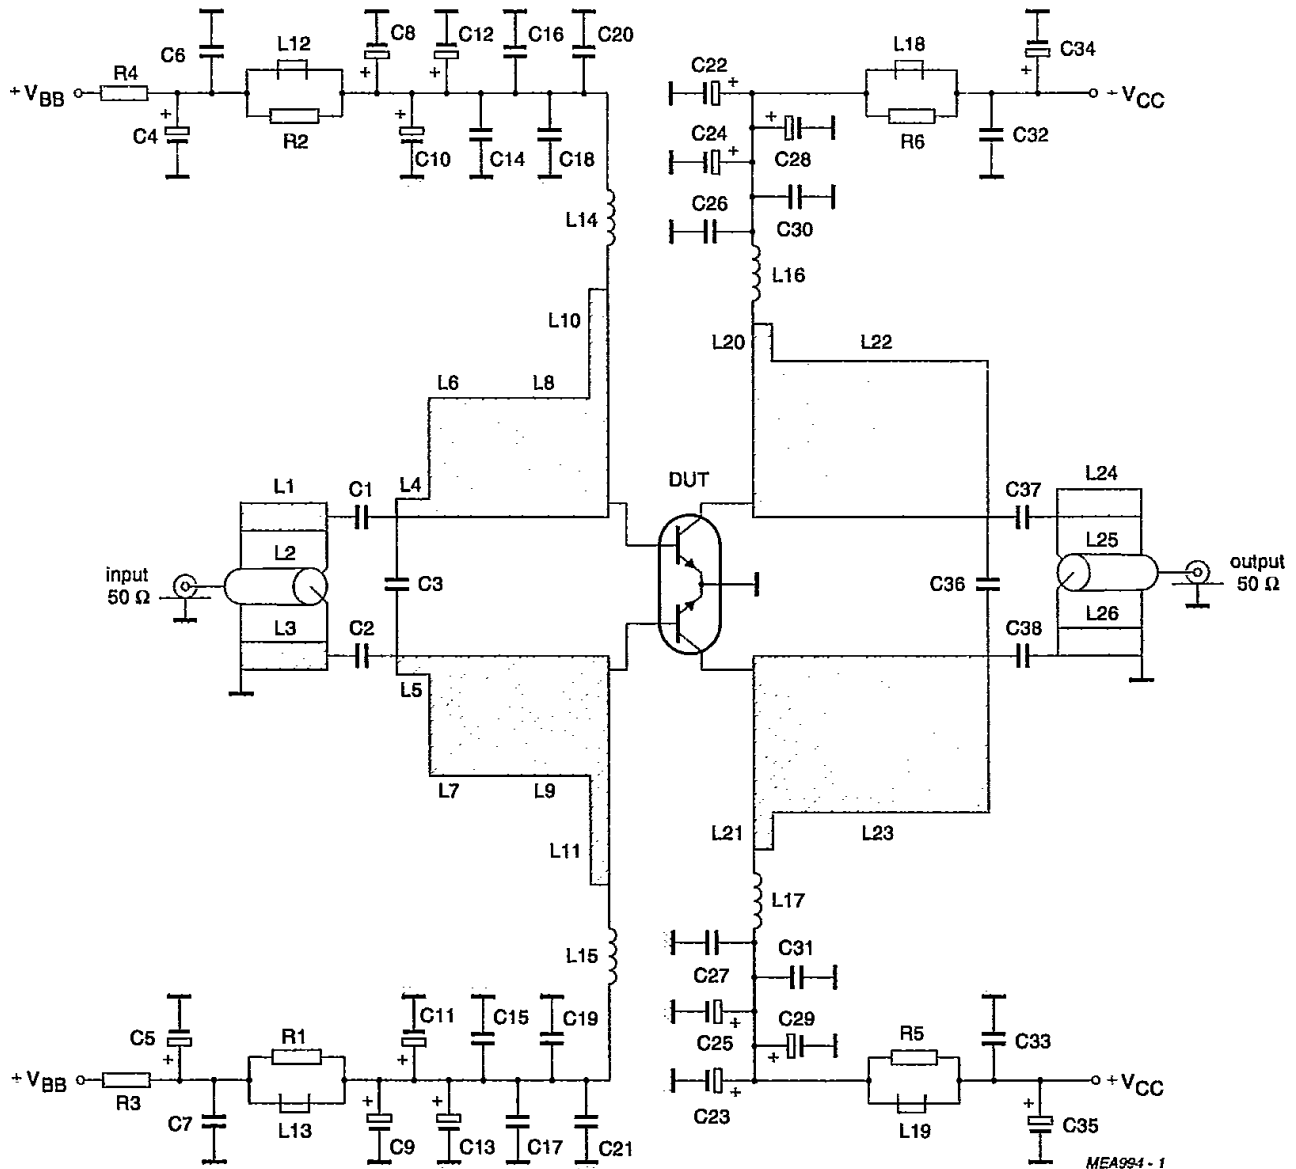 C6 L12 C8 C12 C16 C20 L18 C34
R4 C22
+VBB +VCC
C4 R2 C10 C14 C18 C24 C28 R6 C32
C26 C30
L14
L16
L10 L20 L22
L6 L8
DUT
L1 L4 C1 C37 L24
L2 L25
input
50 Ω
C3 C36
output
50 Ω
L3 C2 C38 L26
L5
L7 L9
L21 L23
L11
L17
L15 C31
C27
C5 R1 C11 C15 C19 C29 R5 C33
C25
+VBB +VCC
R3 C23
C7 L13 C9 C13 C17 C21 L19 C35
MEA994 - 1